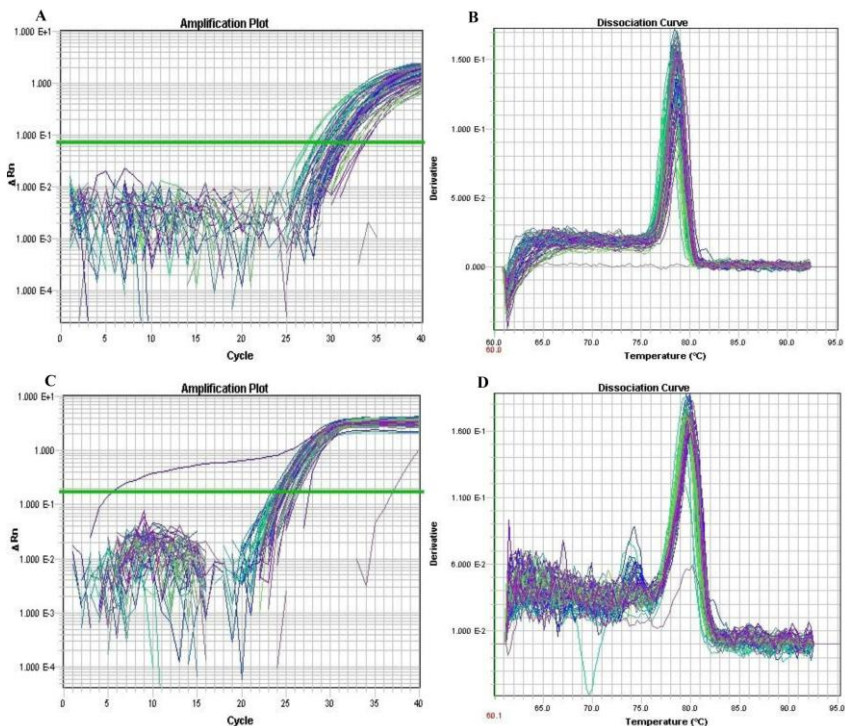 A
Amplification Plot
1.000 E+1
1.000
1.000 E-1
1.000 E-2
1.000 E-3
1.000 E-4
Δ Rn
0 5 10 15 20 25 30 35 40
Cycle
B
Dissociation Curve
1.500 E-1
1.000 E-1
5.000 E-2
0.000
Derivative
60.0 65.0 70.0 75.0 80.0 85.0 90.0 95.0
60.0
Temperature (°C)
C
Amplification Plot
1.000 E+1
1.000
1.000 E-1
1.000 E-2
1.000 E-3
1.000 E-4
Δ Rn
0 5 10 15 20 25 30 35 40
Cycle
D
Dissociation Curve
1.600 E-1
1.100 E-1
6.000 E-2
1.000 E-2
Derivative
65.0 70.0 75.0 80.0 85.0 90.0 95.0
60.1
Temperature (°C)